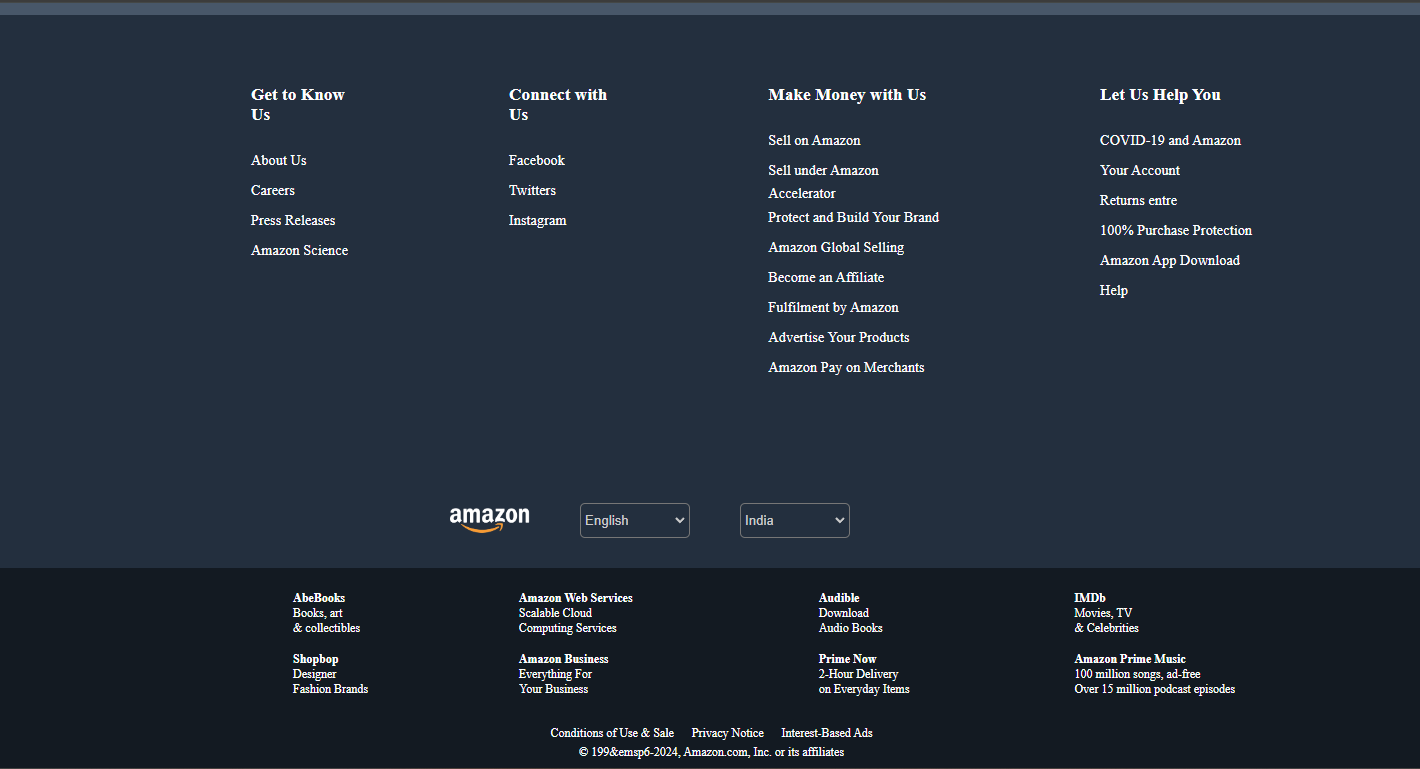 Get to Know
Us
About Us
Careers
Press Releases
Amazon Science
Connect with
Us
Facebook
Twitters
Instagram
Make Money with Us
Sell on Amazon
Sell under Amazon
Accelerator
Protect and Build Your Brand
Amazon Global Selling
Become an Affiliate
Fulfilment by Amazon
Advertise Your Products
Amazon Pay on Merchants
Let Us Help You
COVID-19 and Amazon
Your Account
Returns entre
100% Purchase Protection
Amazon App Download
Help
amazon
English
India
AbeBooks
Books, art
& collectibles
Amazon Web Services
Scalable Cloud
Computing Services
Audible
Download
Audio Books
IMDb
Movies, TV
& Celebrities
Shopbop
Designer
Fashion Brands
Amazon Business
Everything For
Your Business
Prime Now
2-Hour Delivery
on Everyday Items
Amazon Prime Music
100 million songs, ad-free
Over 15 million podcast episodes
Conditions of Use & Sale Privacy Notice Interest-Based Ads
© 199&emsp6-2024, Amazon.com, Inc. or its affiliates